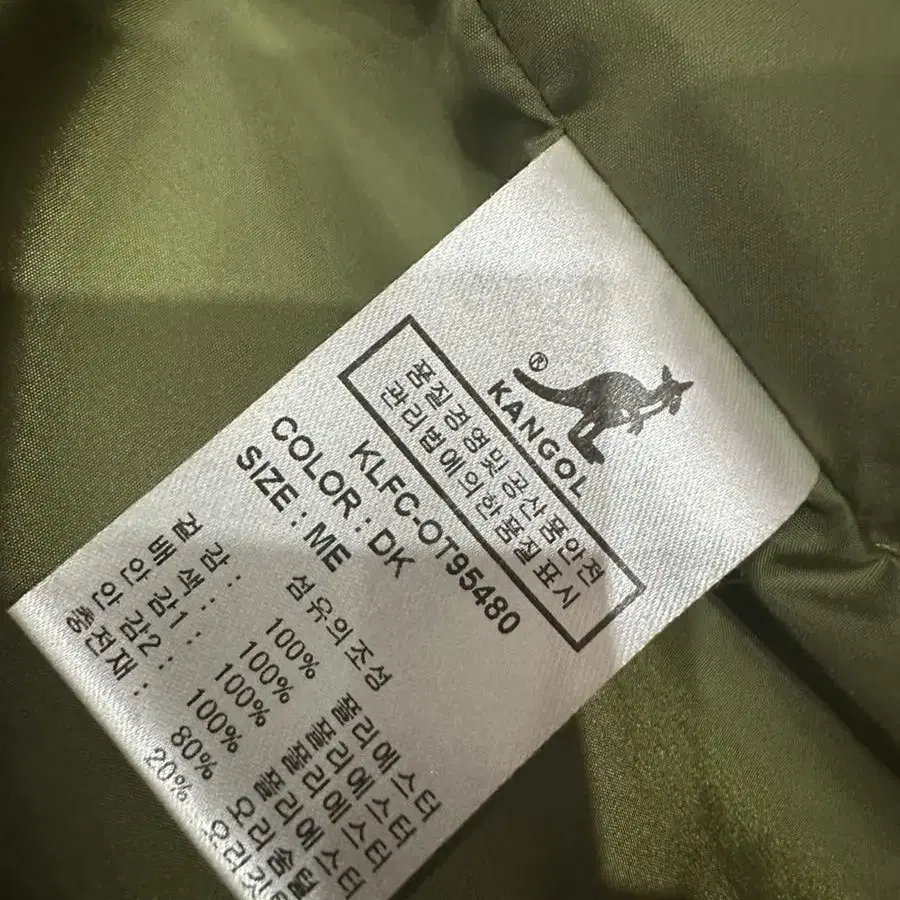 ®
KANGOL
품질경영및공산품안전
관리법에의한품질표시
KLFC-OT95480
COLOR : DK
SIZE : ME
섬유의조성
겉 감 : 100% 폴리에스터
배 색 : 100% 폴리에스터
안 감1 : 100% 폴리에스터
안 감2 : 100% 폴리에스터
충전재 : 80% 오리솜털
20% 오리깃